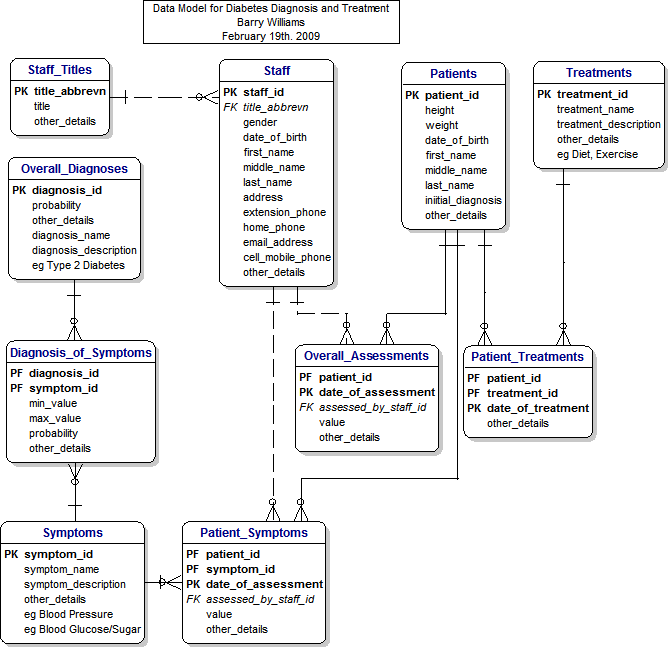 Data Model for Diabetes Diagnosis and Treatment
Barry Williams
February 19th. 2009
Staff_Titles
PK title_abbrevn
title
other_details
Staff
PK staff_id
FK title_abbrevn
gender
date_of_birth
first_name
middle_name
last_name
address
extension_phone
home_phone
email_address
cell_mobile_phone
other_details
Patients
PK patient_id
height
weight
date_of_birth
first_name
middle_name
last_name
iniitial_diagnosis
other_details
Treatments
PK treatment_id
treatment_name
treatment_description
other_details
eg Diet, Exercise
Overall_Diagnoses
PK diagnosis_id
probability
other_details
diagnosis_name
diagnosis_description
eg Type 2 Diabetes
Diagnosis_of_Symptoms
PF diagnosis_id
PF symptom_id
min_value
max_value
probability
other_details
Overall_Assessments
PF patient_id
PK date_of_assessment
FK assessed_by_staff_id
value
other_details
Patient_Treatments
PF patient_id
PF treatment_id
PK date_of_treatment
other_details
Symptoms
PK symptom_id
symptom_name
symptom_description
other_details
eg Blood Pressure
eg Blood Glucose/Sugar
Patient_Symptoms
PF patient_id
PF symptom_id
PK date_of_assessment
FK assessed_by_staff_id
value
other_details